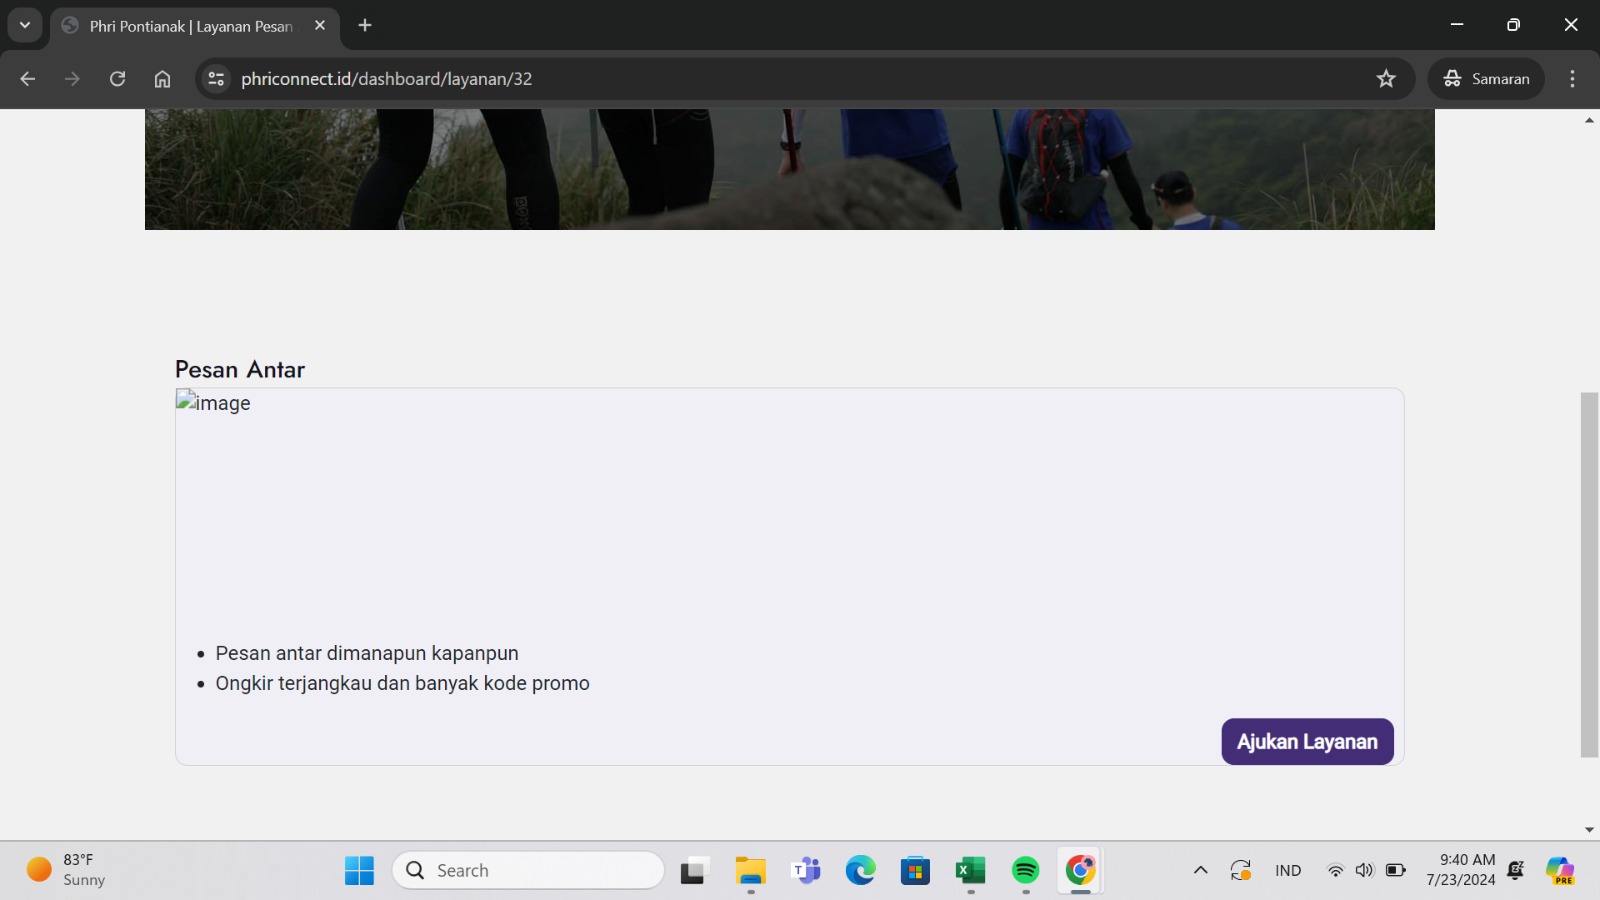 Phri Pontianak | Layanan Pesan
phriconnect.id/dashboard/layanan/32
Samaran
Pesan Antar
image
Pesan antar dimanapun kapanpun
Ongkir terjangkau dan banyak kode promo
Ajukan Layanan
83°F
Sunny
Search
IND
9:40 AM
7/23/2024
PRE